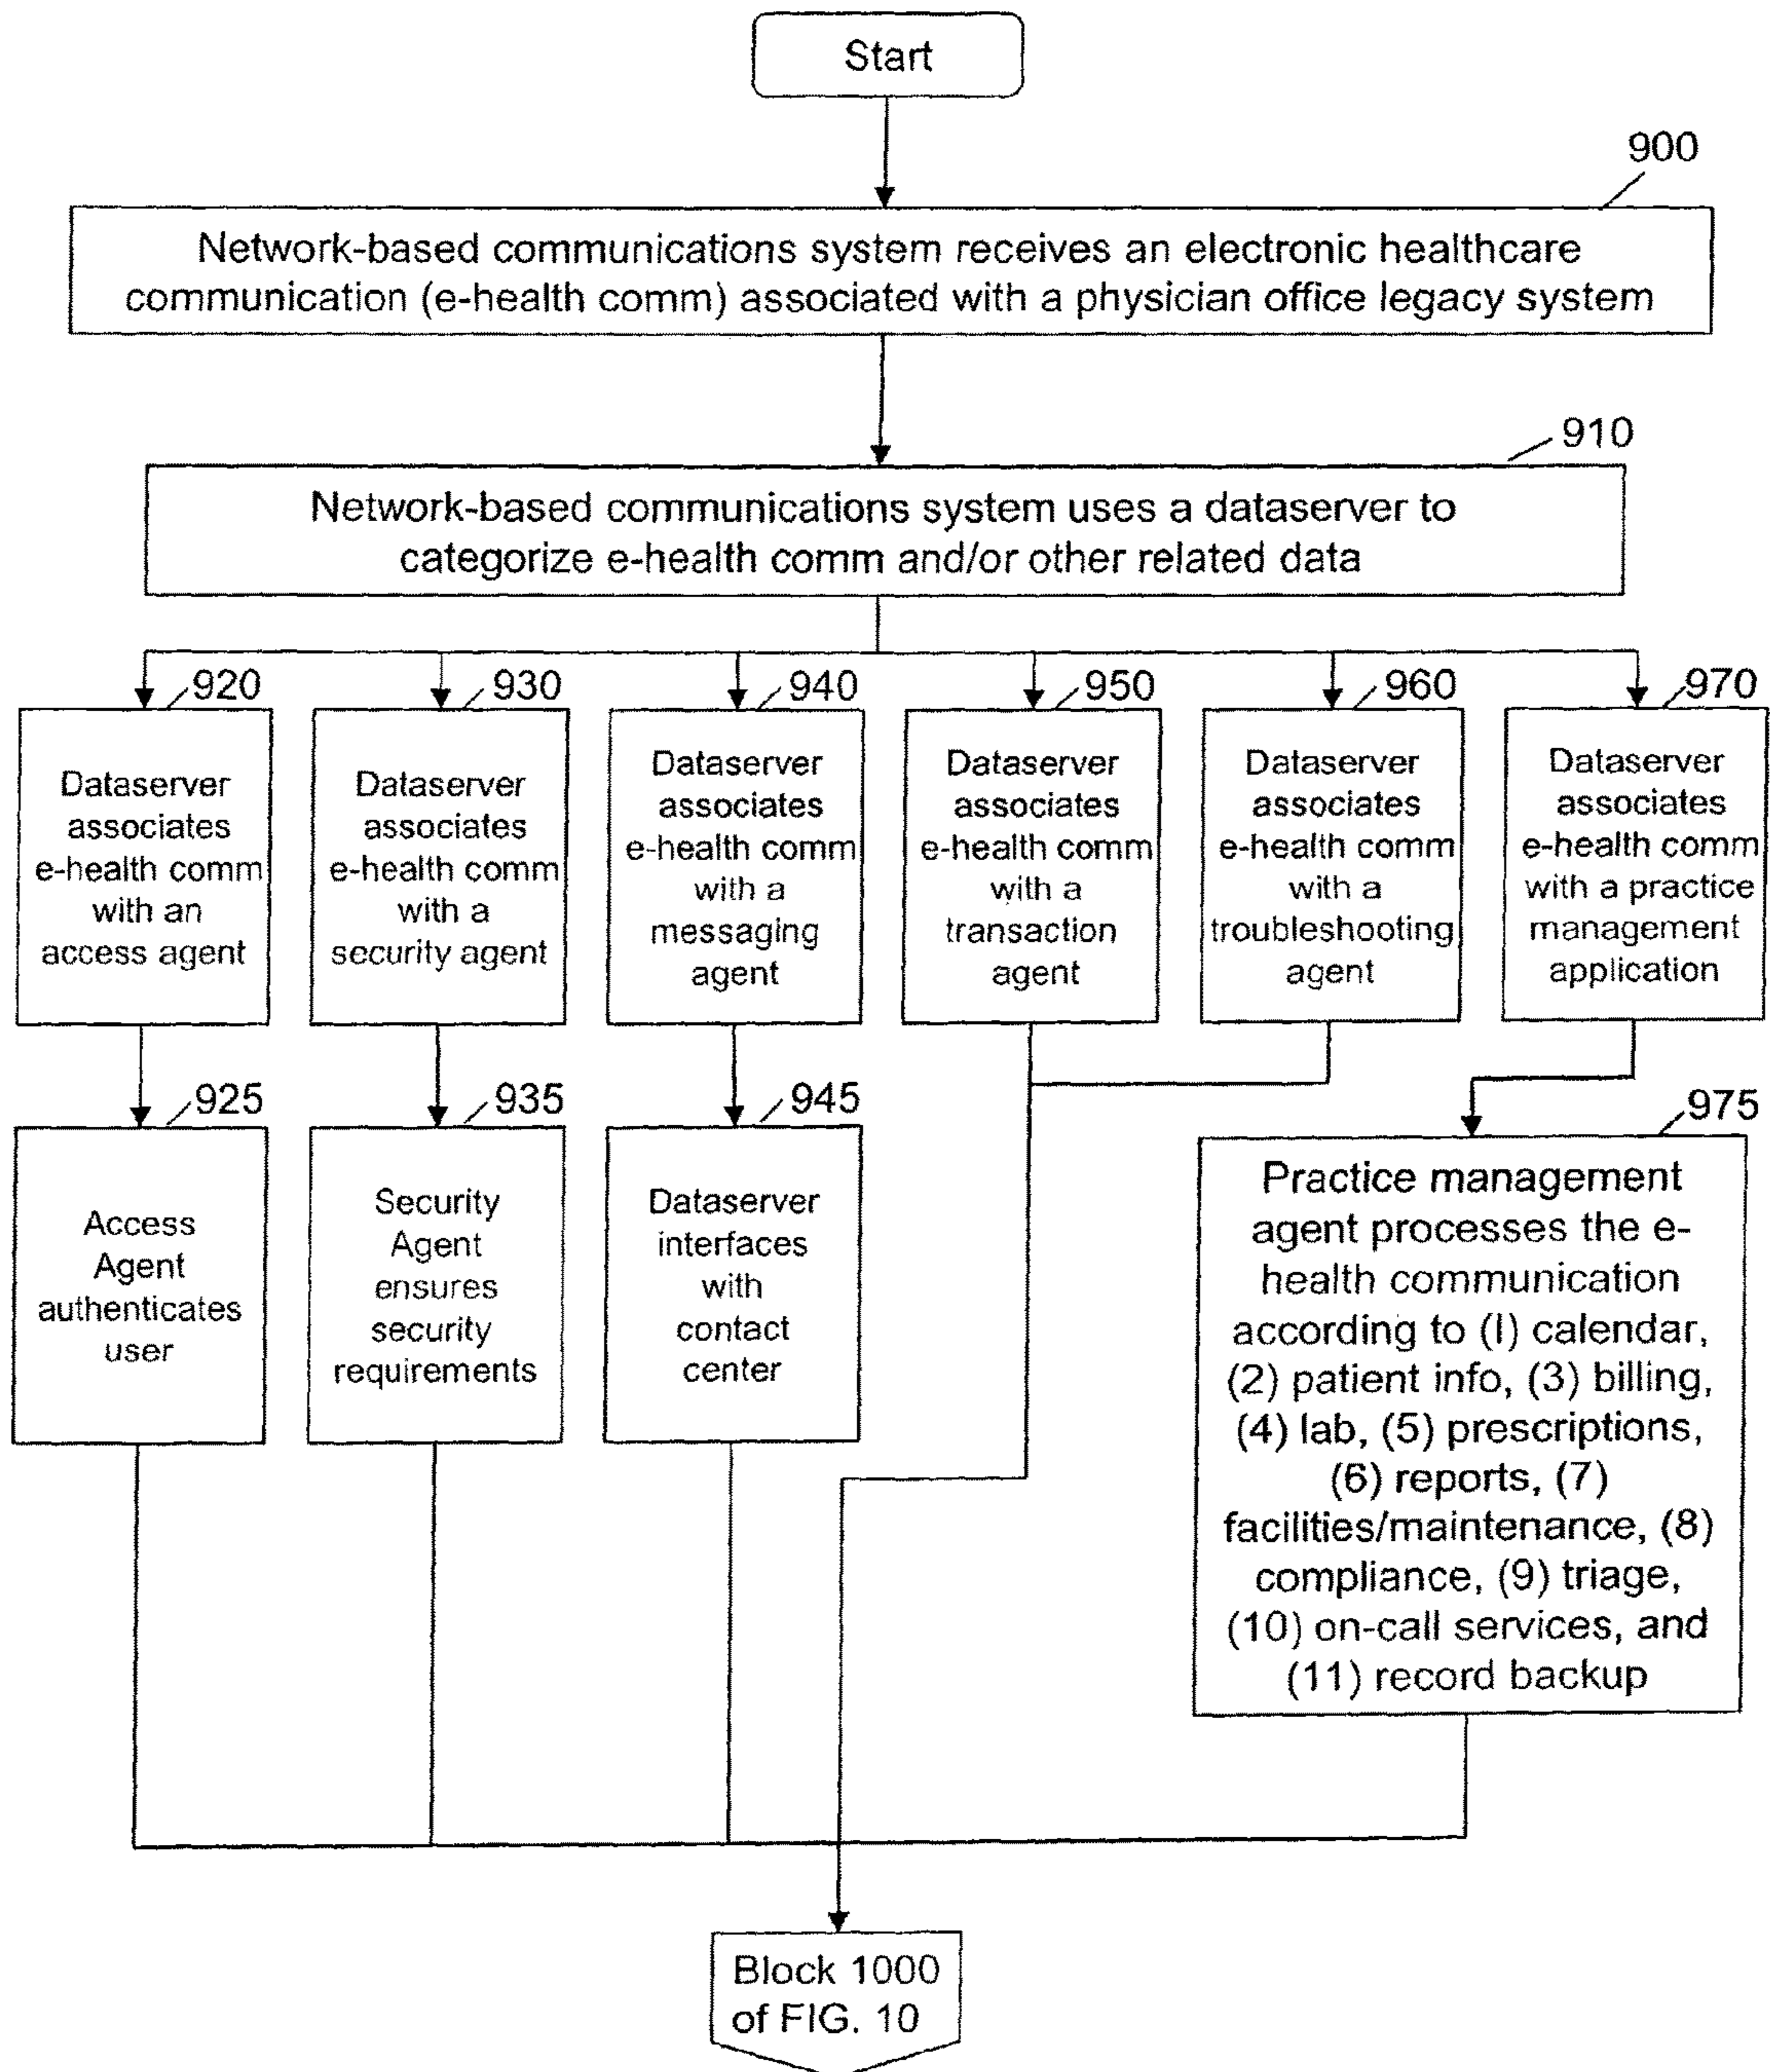 Start
900
Network-based communications system receives an electronic healthcare
communication (e-health comm) associated with a physician office legacy system
910
Network-based communications system uses a dataserver to
categorize e-health comm and/or other related data
920
Dataserver
associates
e-health comm
with an
access agent
930
Dataserver
associates
e-health comm
with a
security agent
940
Dataserver
associates
e-health comm
with a
messaging
agent
950
Dataserver
associates
e-health comm
with a
transaction
agent
960
Dataserver
associates
e-health comm
with a
troubleshooting
agent
970
Dataserver
associates
e-health comm
with a practice
management
application
925
Access
Agent
authenticates
user
935
Security
Agent
ensures
security
requirements
945
Dataserver
interfaces
with
contact
center
975
Practice management
agent processes the e-
health communication
according to (I) calendar,
(2) patient info, (3) billing,
(4) lab, (5) prescriptions,
(6) reports, (7)
facilities/maintenance, (8)
compliance, (9) triage,
(10) on-call services, and
(11) record backup
Block 1000
of FIG. 10